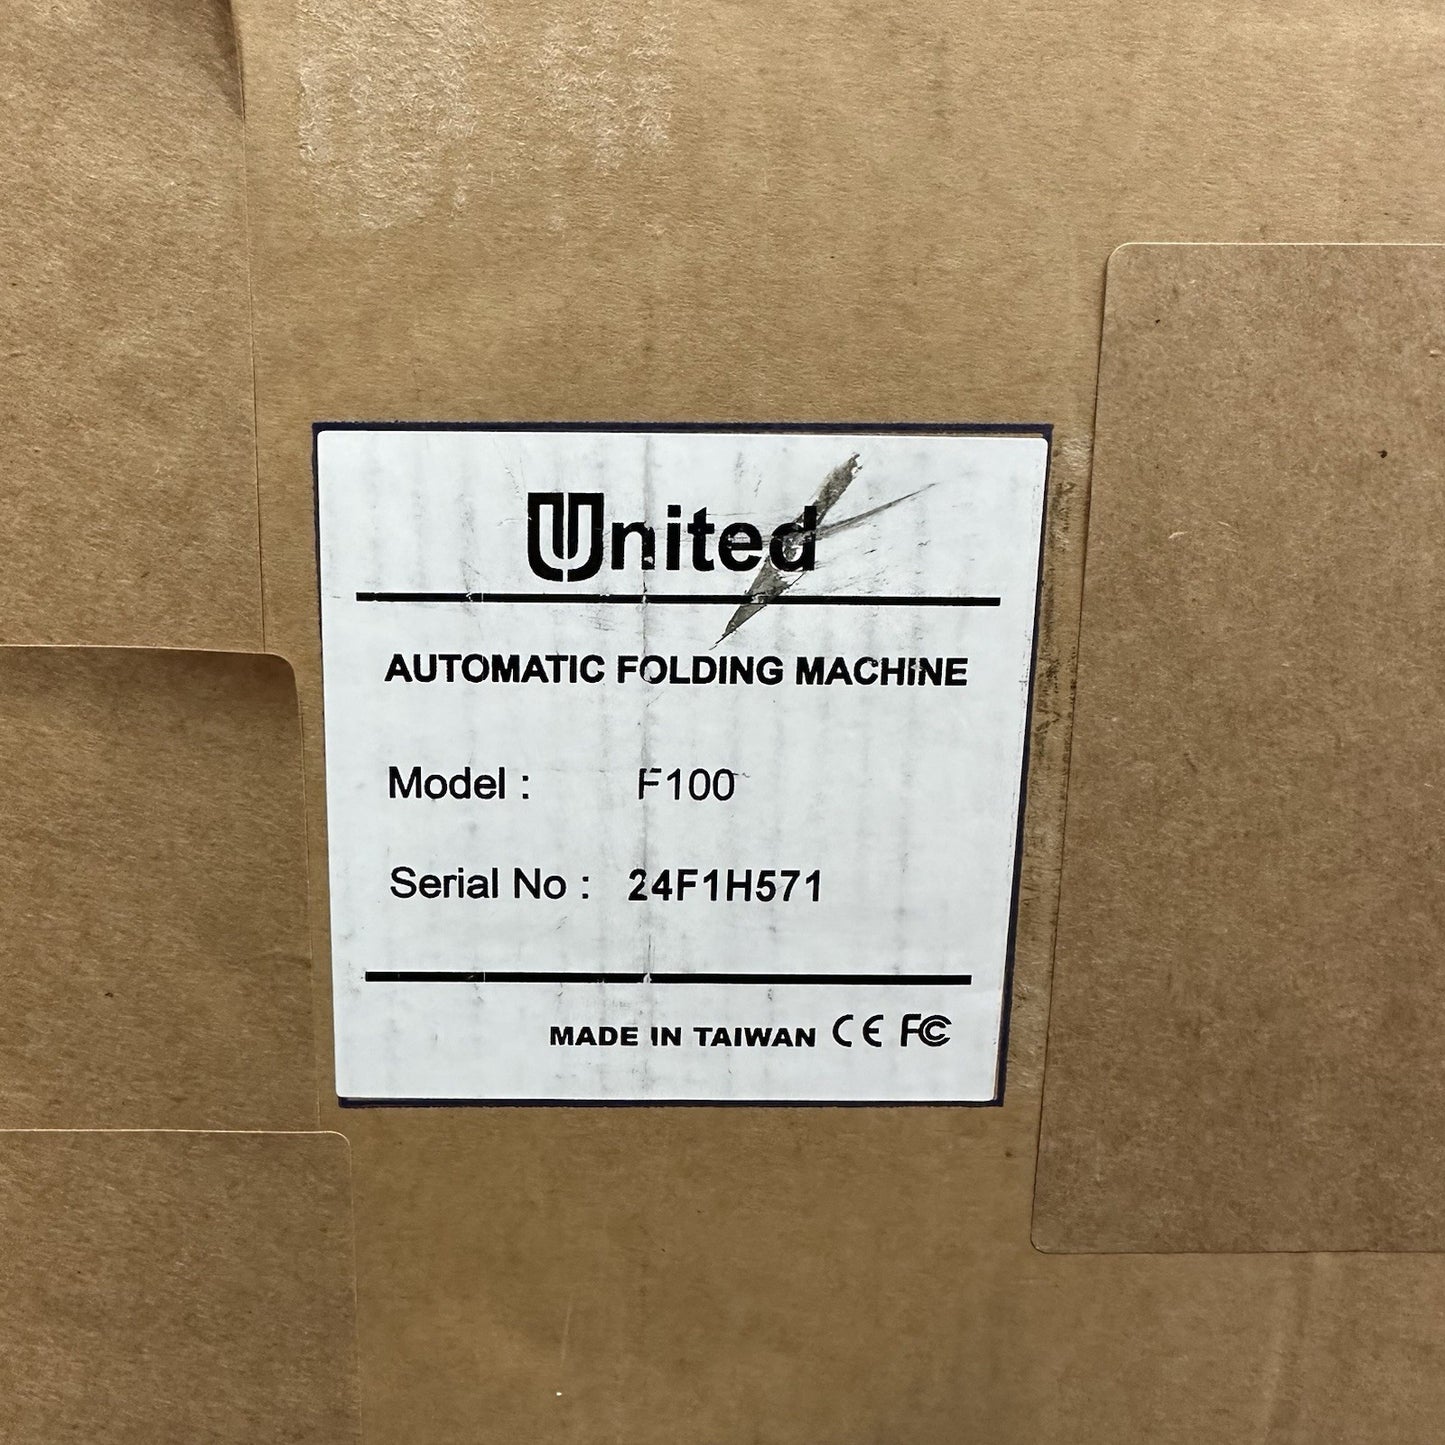 United
AUTOMATIC FOLDING MACHINE
Model : F100
Serial No : 24F1H571
MADE IN TAIWAN CE FC